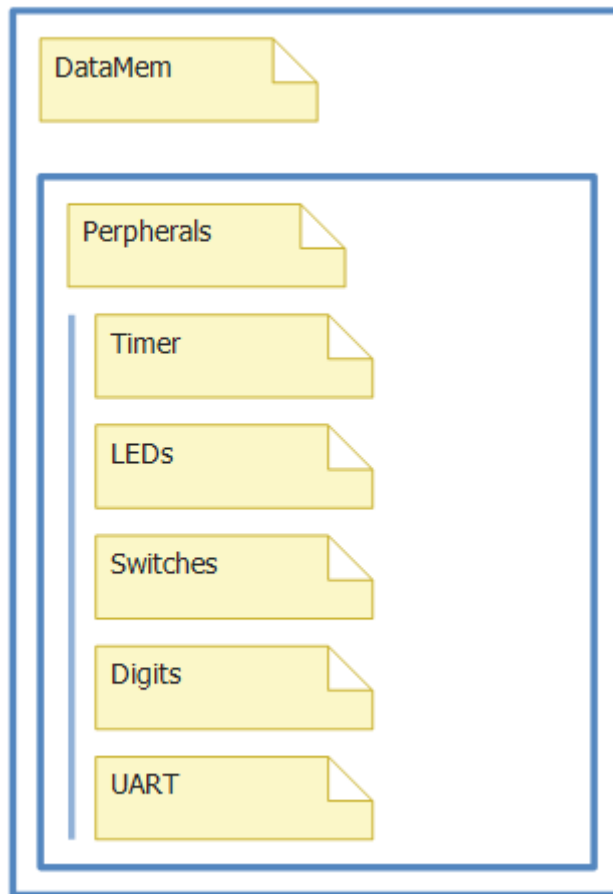 DataMem
Perpherals
Timer
LEDs
Switches
Digits
UART